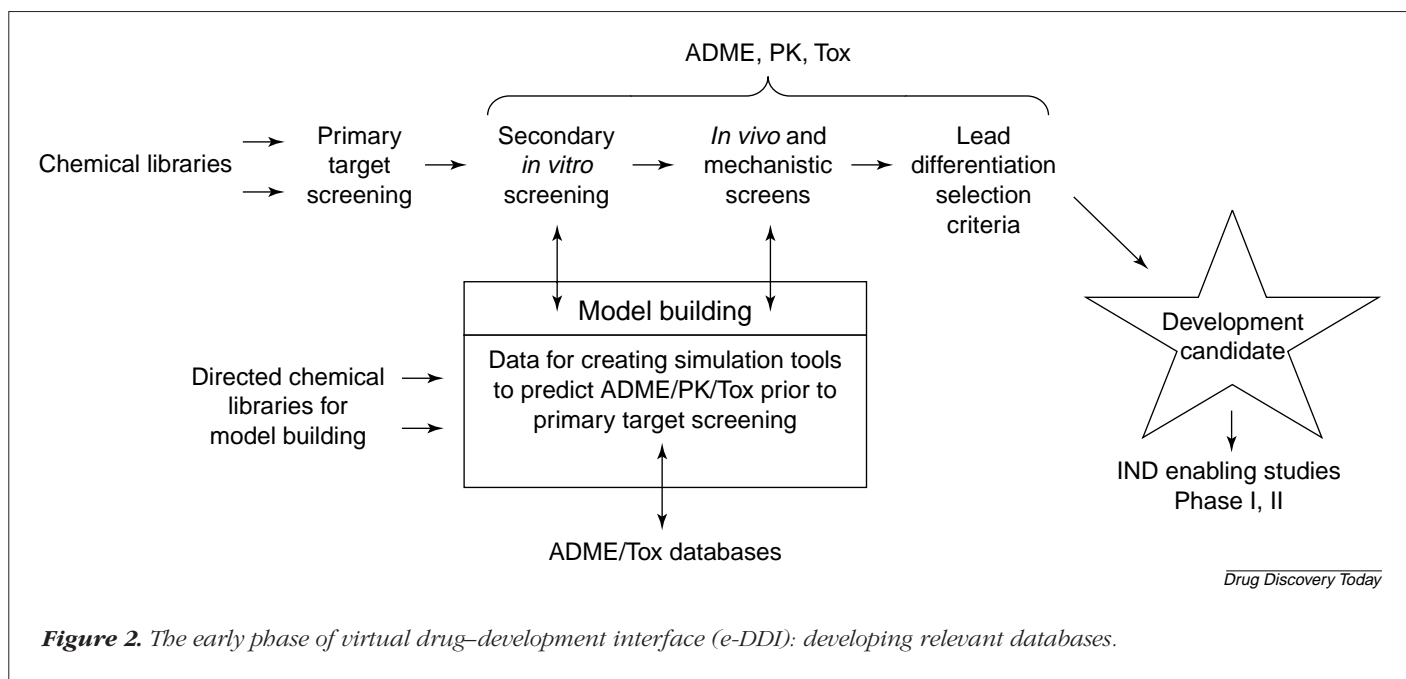 ADME, PK, Tox
Chemical libraries
Primary
target
screening
Secondary
in vitro
screening
In vivo and
mechanistic
screens
Lead
differentiation
selection
criteria
Model building
Data for creating simulation tools
to predict ADME/PK/Tox prior to
primary target screening
Directed chemical
libraries for
model building
ADME/Tox databases
Development
candidate
IND enabling studies
Phase I, II
Drug Discovery Today
Figure 2. The early phase of virtual drug–development interface (e-DDI): developing relevant databases.